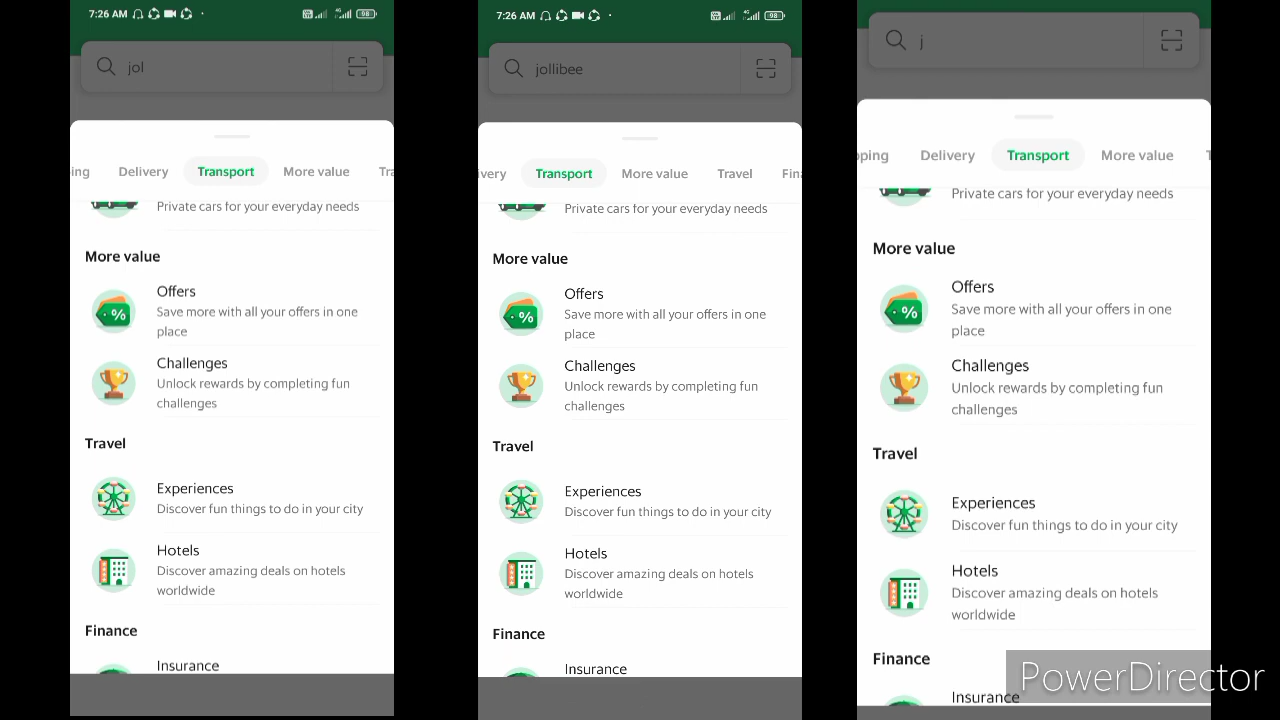 7:26 AM
98
jol
ing Delivery Transport More value Tra
Private cars for your everyday needs
More value
%
Offers
Save more with all your offers in one
place
Challenges
Unlock rewards by completing fun
challenges
Travel
Experiences
Discover fun things to do in your city
Hotels
Discover amazing deals on hotels
worldwide
Finance
Insurance
7:26 AM
98
jollibee
ivery Transport More value Travel Fin
Private cars for your everyday needs
More value
%
Offers
Save more with all your offers in one
place
Challenges
Unlock rewards by completing fun
challenges
Travel
Experiences
Discover fun things to do in your city
Hotels
Discover amazing deals on hotels
worldwide
Finance
Insurance
j
pping Delivery Transport More value T
Private cars for your everyday needs
More value
%
Offers
Save more with all your offers in one
place
Challenges
Unlock rewards by completing fun
challenges
Travel
Experiences
Discover fun things to do in your city
Hotels
Discover amazing deals on hotels
worldwide
Finance
Insurance
PowerDirector